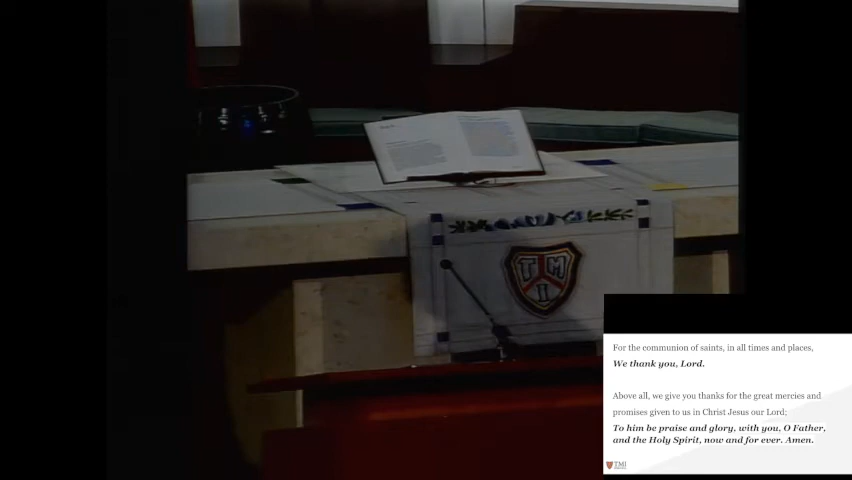 T M
I
For the communion of saints, in all times and places,
We thank you, Lord.
Above all, we give you thanks for the great mercies and
promises given to us in Christ Jesus our Lord;
To him be praise and glory, with you, O Father,
and the Holy Spirit, now and for ever. Amen.
TMI